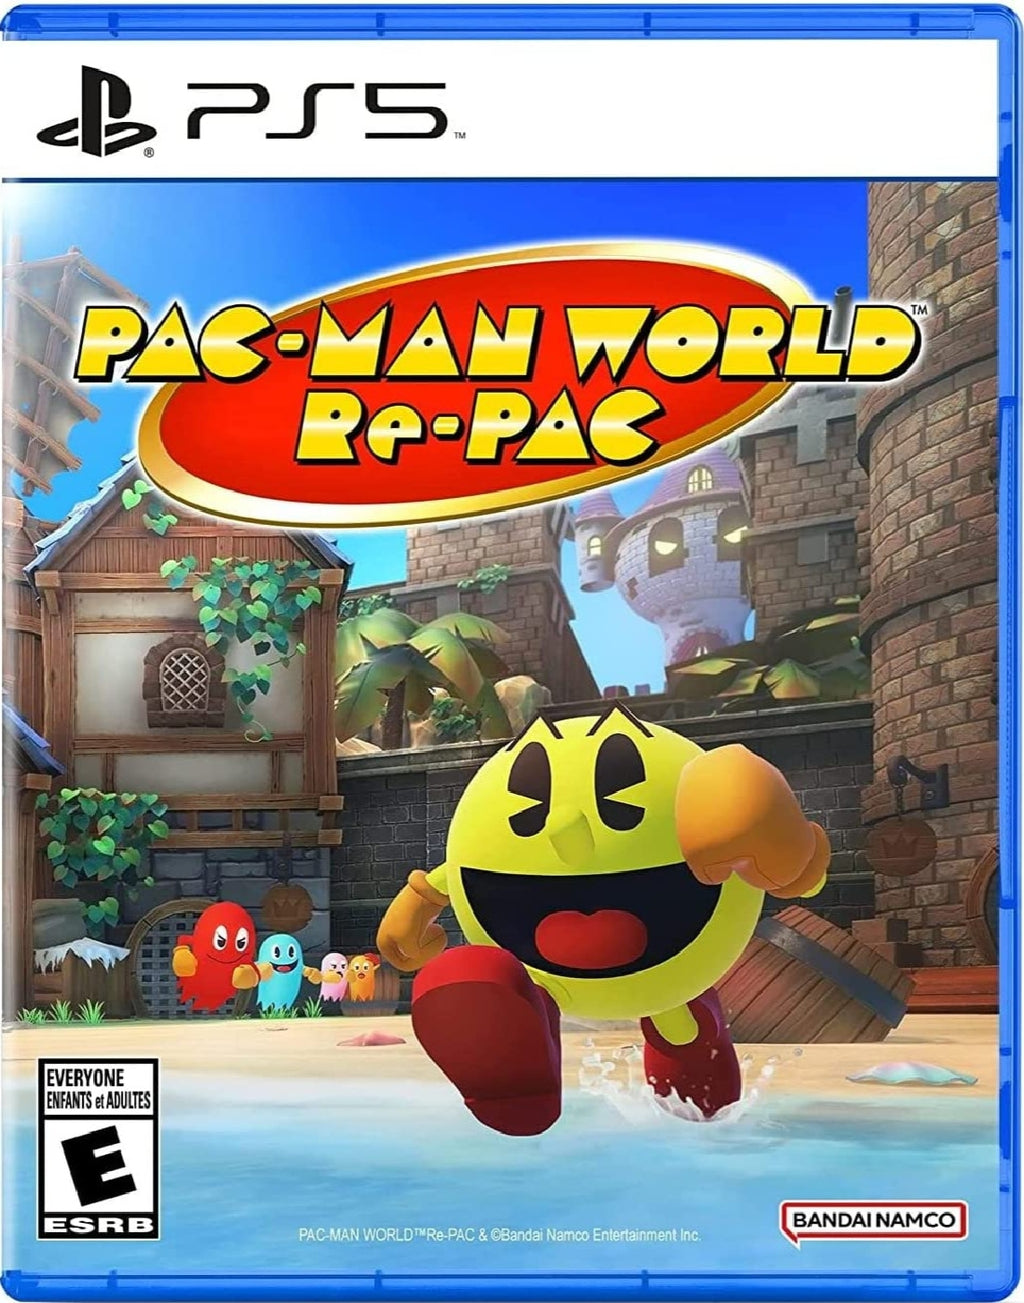 PS5™
PAC-MAN WORLD™
Re-PAC
EVERYONE
ENFANTS et ADULTES
E
ESRB
PAC-MAN WORLD™Re-PAC & ©Bandai Namco Entertainment Inc.
BANDAI NAMCO